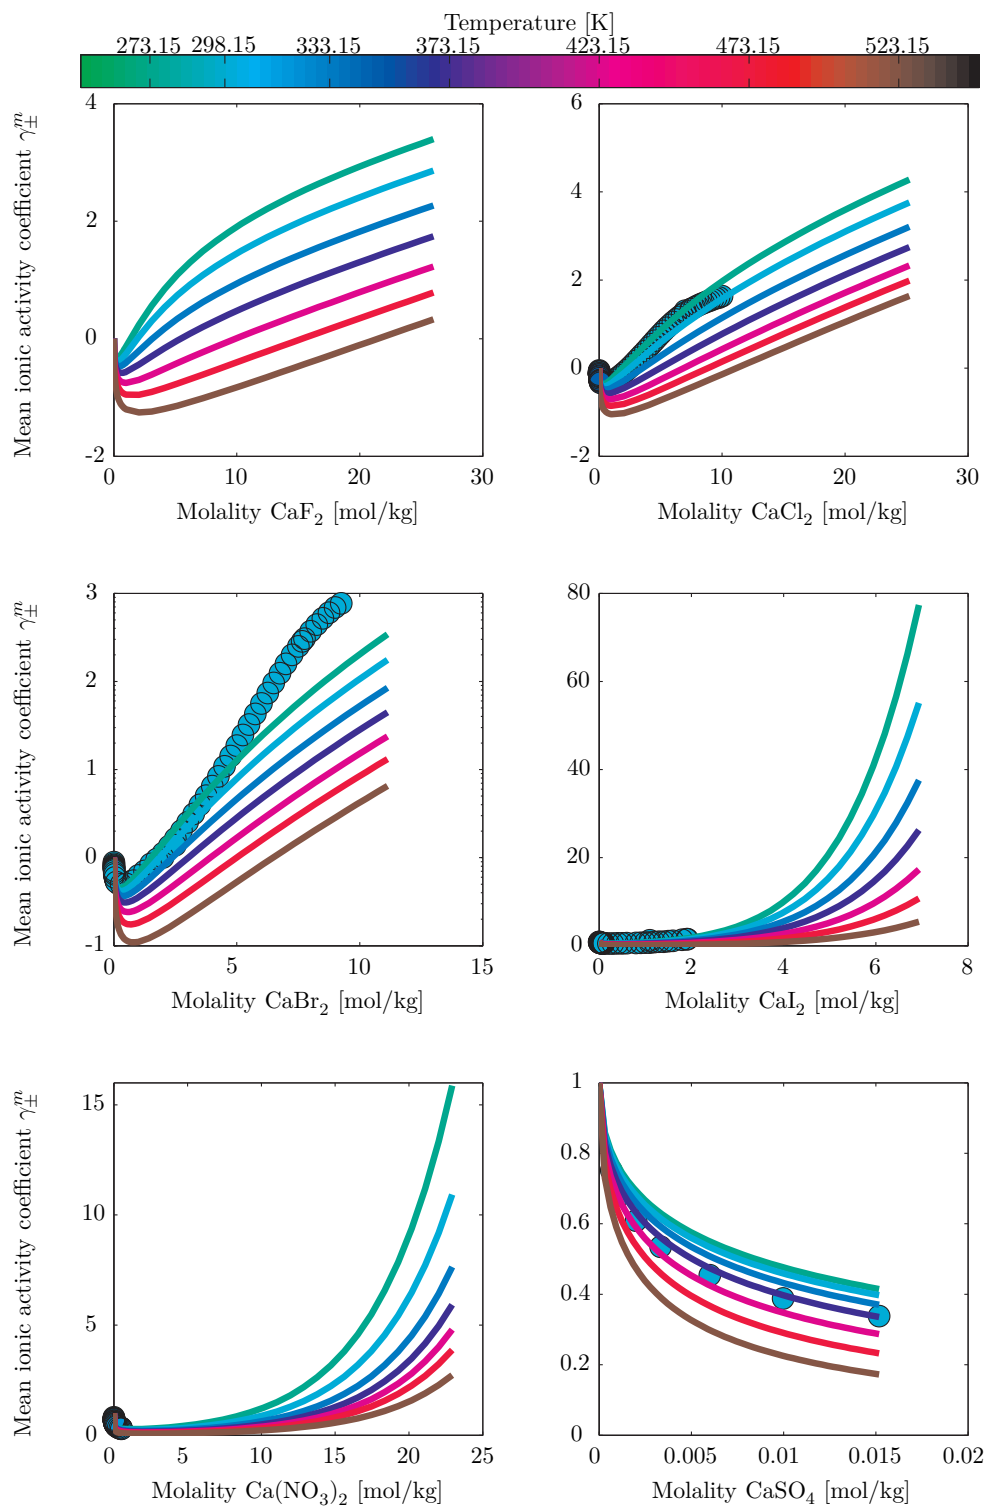 Temperature [K]
273.15 298.15 333.15 373.15 423.15 473.15 523.15
Mean ionic activity coefficient γ±^m
4
2
0
-2
0 10 20 30
Molality CaF₂ [mol/kg]
6
4
2
0
-2
0 10 20 30
Molality CaCl₂ [mol/kg]
Mean ionic activity coefficient γ±^m
3
2
1
0
-1
0 5 10 15
Molality CaBr₂ [mol/kg]
80
60
40
20
0
0 2 4 6 8
Molality CaI₂ [mol/kg]
Mean ionic activity coefficient γ±^m
15
10
5
0
0 5 10 15 20 25
Molality Ca(NO₃)₂ [mol/kg]
1
0.8
0.6
0.4
0.2
0
0 0.005 0.01 0.015 0.02
Molality CaSO₄ [mol/kg]